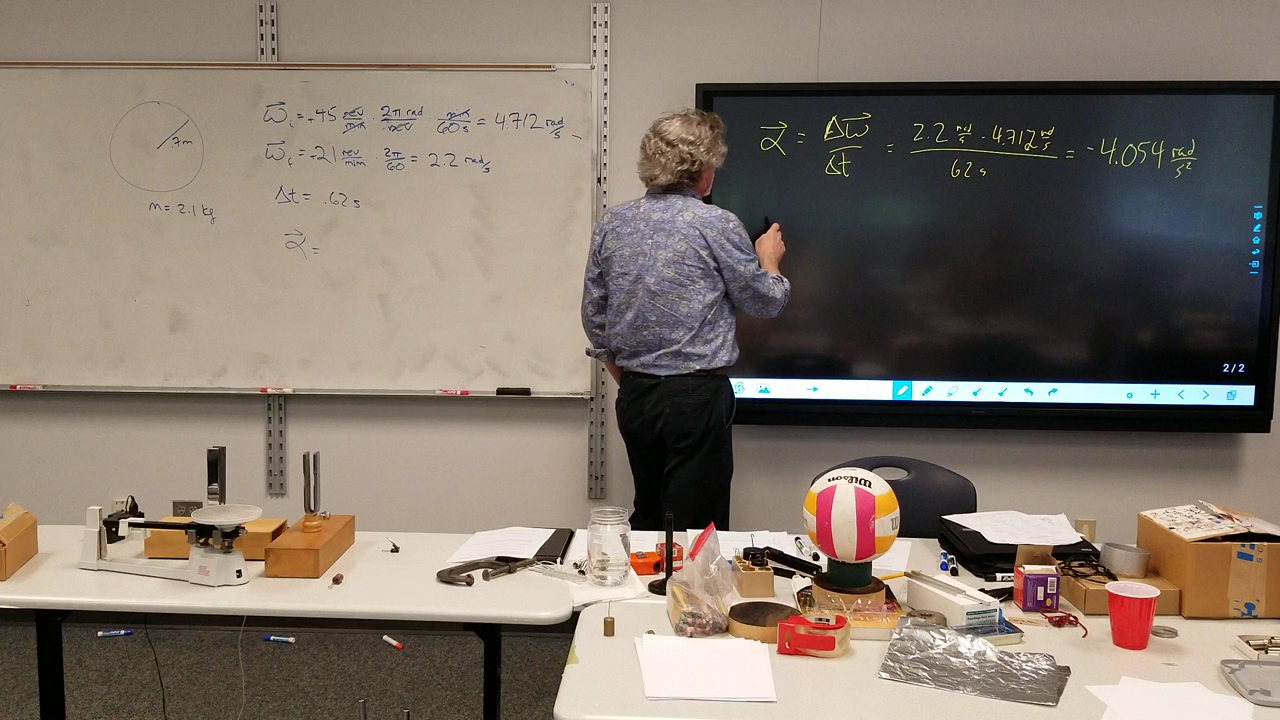 .7m
m = 2.1 kg
ω⃗ᵢ = .45 rev/min · 2π rad/rev min/60s = 4.712 rad/s
ω⃗ = 21 rev/min 2π/60 = 2.2 rad/s
Δt = .62 s
α⃗ =
α⃗ = Δω⃗/Δt = (2.2 rad/s · 4.712 rad/s)/.62 s = -4.054 rad/s²
2/2
Wilson